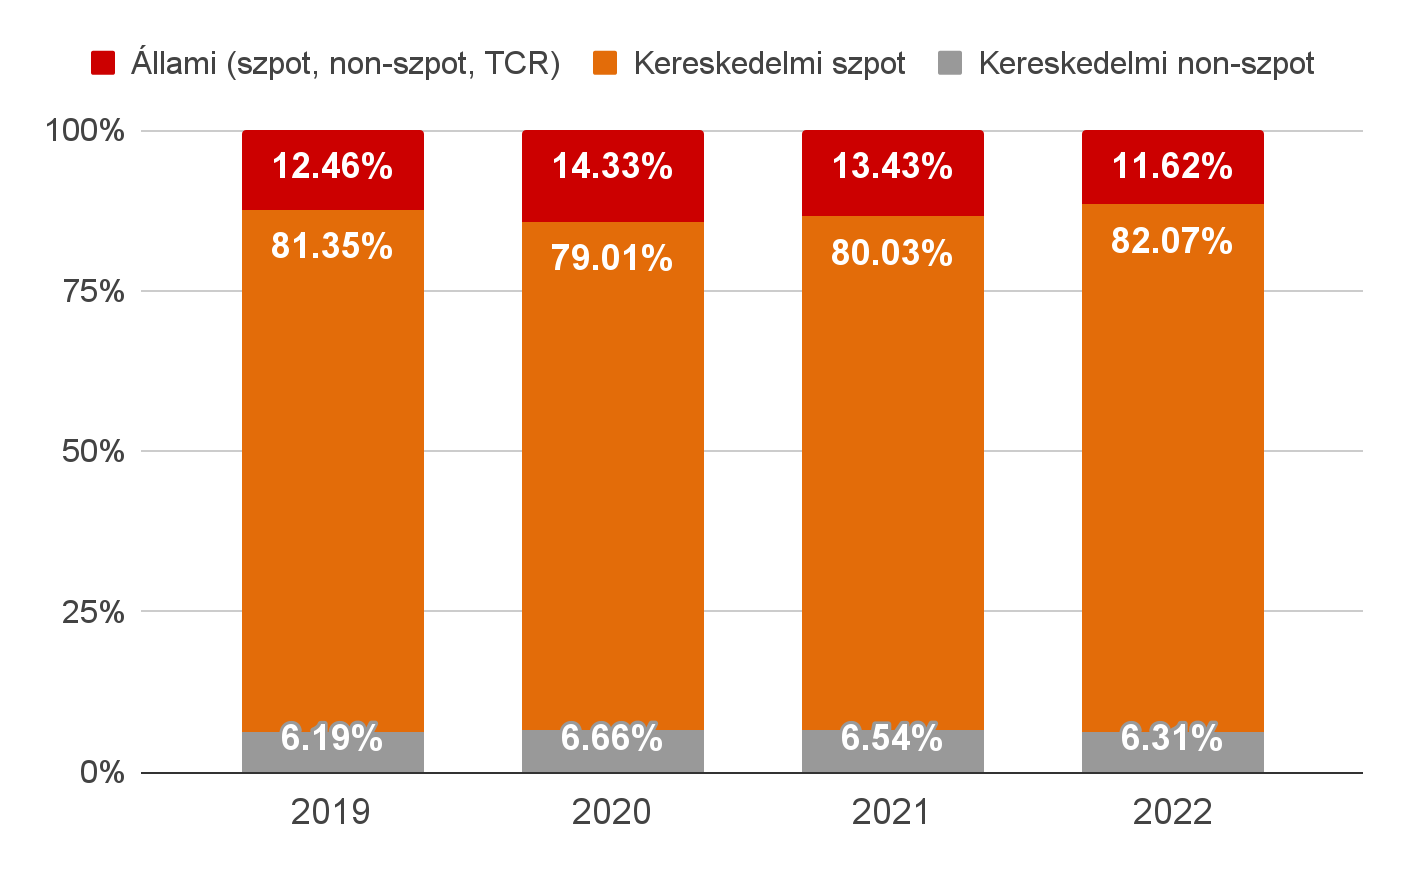 Állami (szpot, non-szpot, TCR) Kereskedelmi szpot Kereskedelmi non-szpot
100%
12.46% 14.33% 13.43% 11.62%
81.35% 79.01% 80.03% 82.07%
75%
50%
25%
6.19% 6.66% 6.54% 6.31%
0%
2019 2020 2021 2022